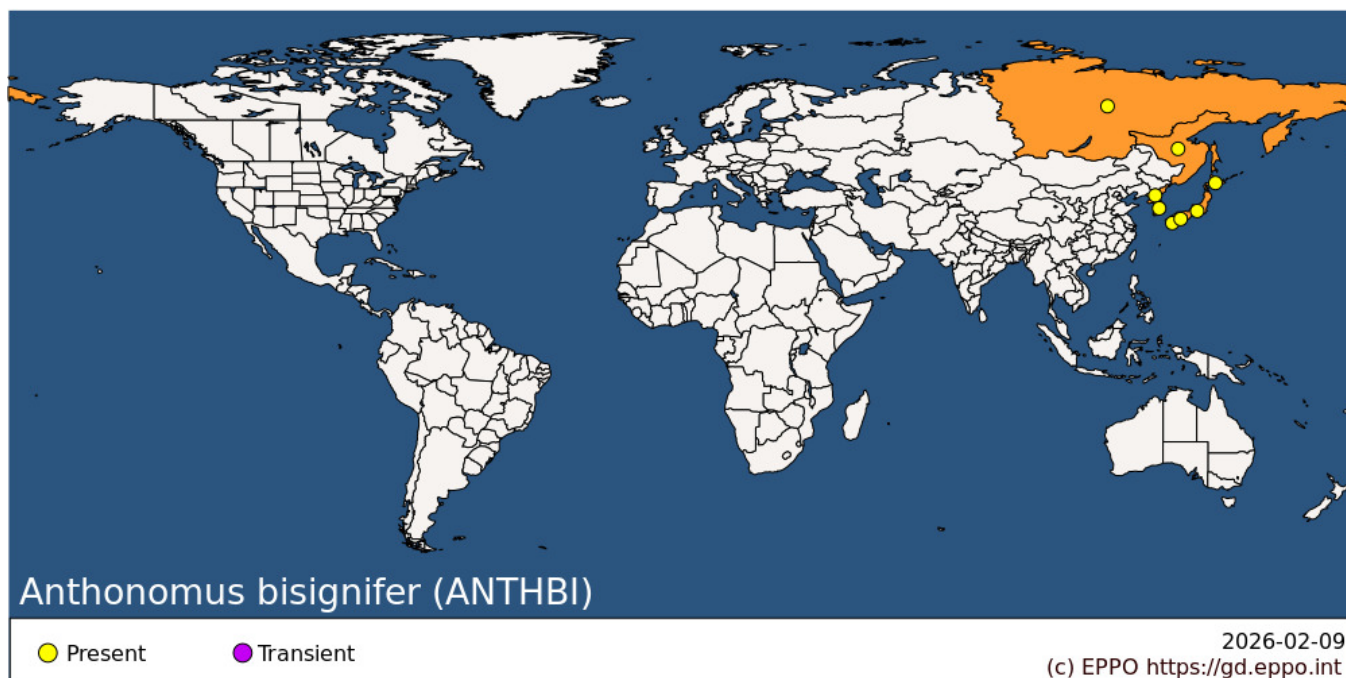 Anthonomus bisignifer (ANTHBI)
Present
Transient
2026-02-09
(c) EPPO https://gd.eppo.int